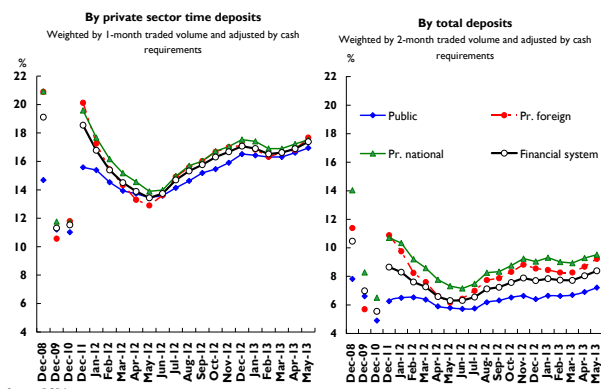 By private sector time deposits
Weighted by 1-month traded volume and adjusted by cash
requirements
%
22
20
18
16
14
12
10
8
6
4
Dec-08
Dec-09
Dec-10
Dec-11
Jan-12
Feb-12
Mar-12
Apr-12
May-12
Jun-12
Jul-12
Aug-12
Sep-12
Oct-12
Nov-12
Dec-12
Jan-13
Feb-13
Mar-13
Apr-13
May-13
By total deposits
Weighted by 2-month traded volume and adjusted by cash
requirements
%
22
20
18
16
14
12
10
8
6
4
Public
Pr. foreign
Pr. national
Financial system
Dec-08
Dec-09
Dec-10
Dec-11
Jan-12
Feb-12
Mar-12
Apr-12
May-12
Jun-12
Jul-12
Aug-12
Sep-12
Oct-12
Nov-12
Dec-12
Jan-13
Feb-13
Mar-13
Apr-13
May-13